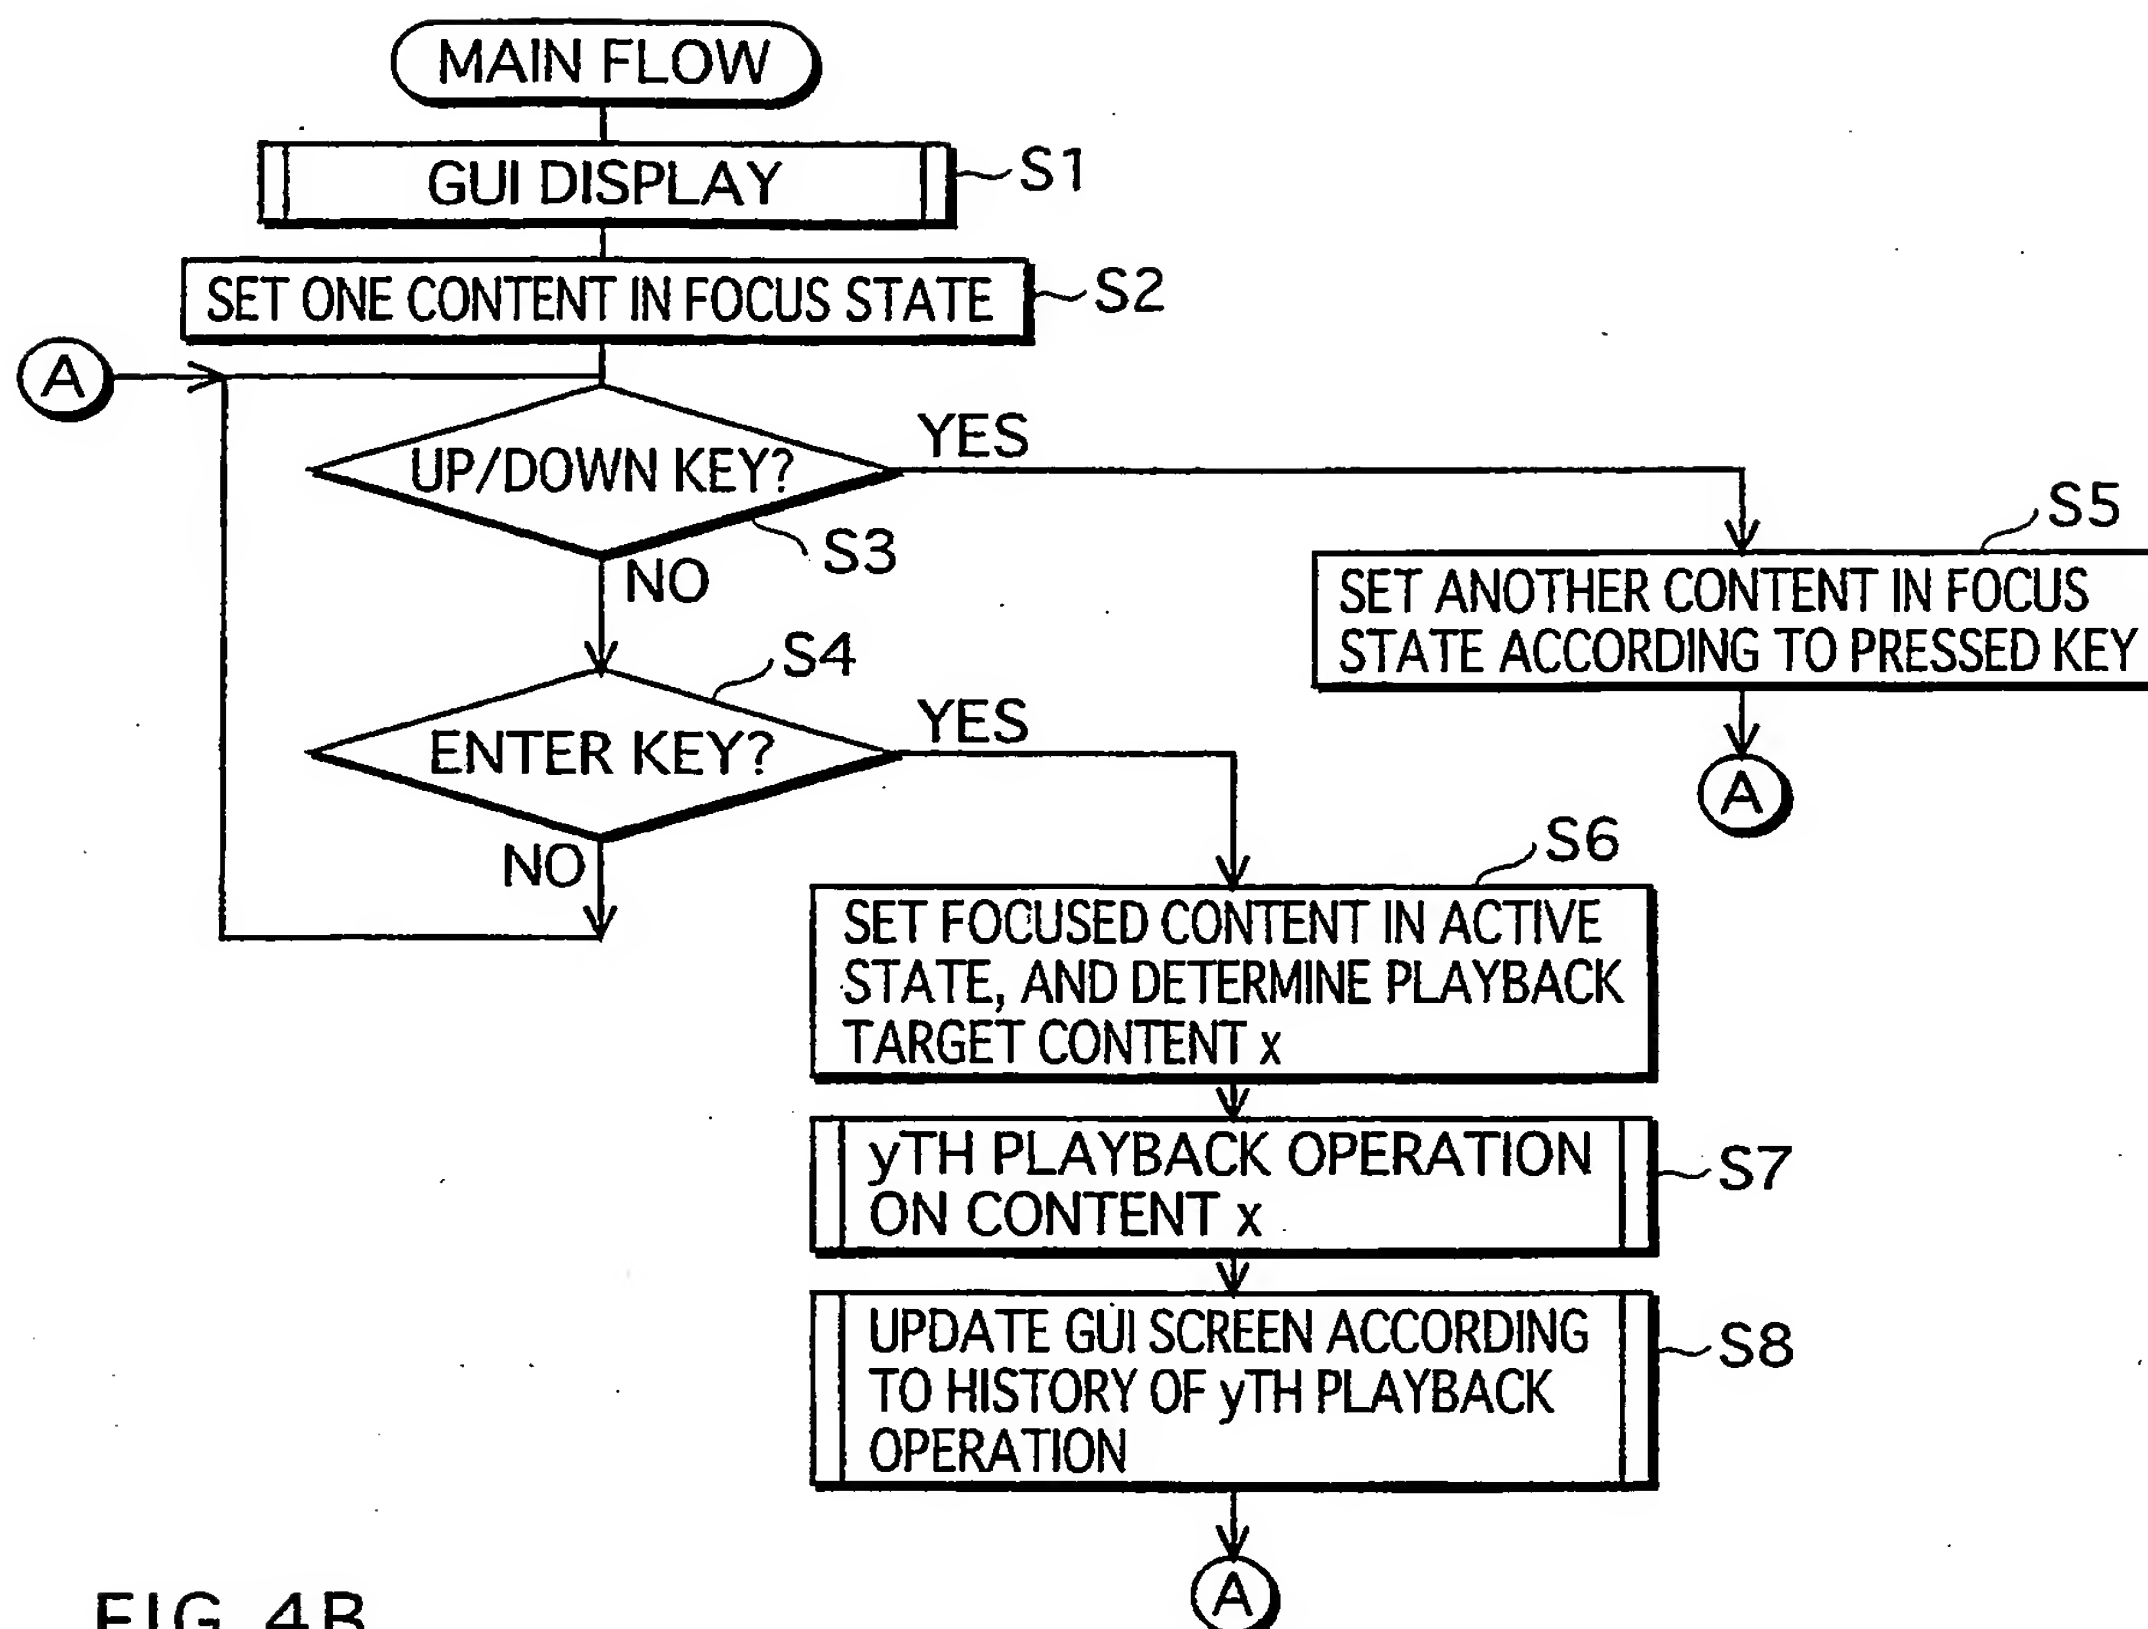 MAIN FLOW
GUI DISPLAY
S1
SET ONE CONTENT IN FOCUS STATE
S2
A
UP/DOWN KEY?
YES
S3
NO
S5
SET ANOTHER CONTENT IN FOCUS
STATE ACCORDING TO PRESSED KEY
A
S4
ENTER KEY?
YES
NO
S6
SET FOCUSED CONTENT IN ACTIVE
STATE, AND DETERMINE PLAYBACK
TARGET CONTENT x
yTH PLAYBACK OPERATION
ON CONTENT x
S7
UPDATE GUI SCREEN ACCORDING
TO HISTORY OF yTH PLAYBACK
OPERATION
S8
A
FIG. 4B